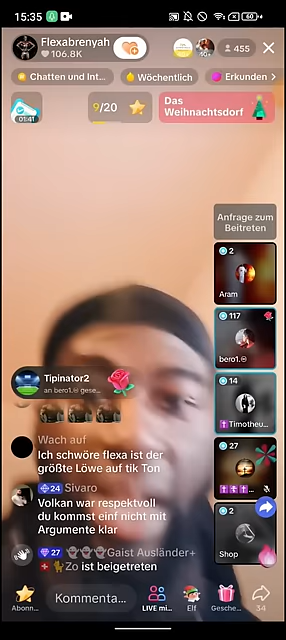 15:35
60
Flexabrenyah
106.8K
10+
455
Chatten und Int...
Wöchentlich
Erkunden >
01:41
9/20
Das
Weihnachtsdorf
Anfrage zum
Beitreten
2
Aram
117
bero1.
14
Timotheu...
27
2
Shop
Tipinator2
an bero1. gese...
Wach auf
Ich schwöre flexa ist der
größte Löwe auf tik Ton
24 Sivaro
Volkan war respektvoll
du kommst einf nicht mit
Argumente klar
27 Gaist Ausländer+
Zo ist beigetreten
Abonn...
Kommenta...
LIVE mi...
Elf
Gesche...
34